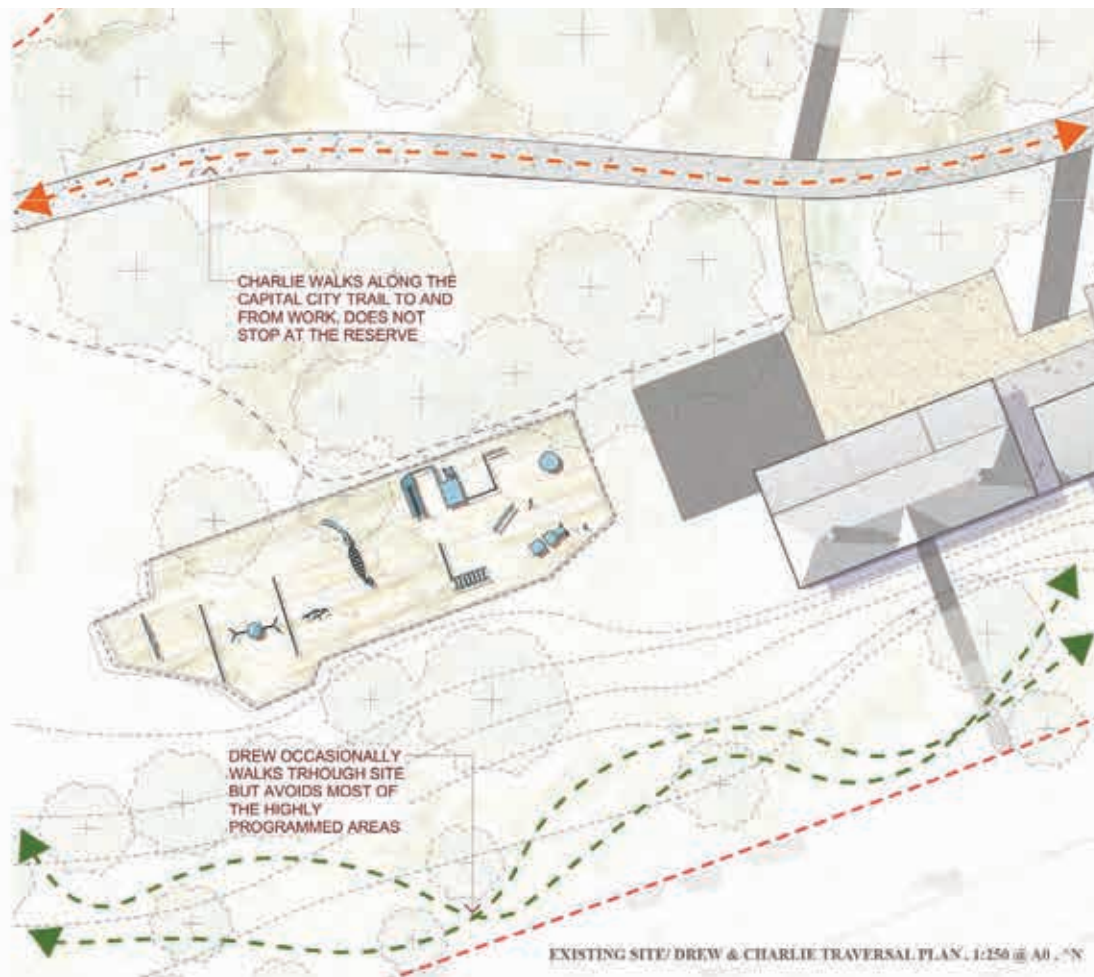 CHARLIE WALKS ALONG THE
CAPITAL CITY TRAIL TO AND
FROM WORK, DOES NOT
STOP AT THE RESERVE
DREW OCCASIONALLY
WALKS TRHOUGH SITE
BUT AVOIDS MOST OF
THE HIGHLY
PROGRAMMED AREAS
EXISTING SITE/ DREW & CHARLIE TRAVERSAL PLAN . 1:250 @ A0 . ^N